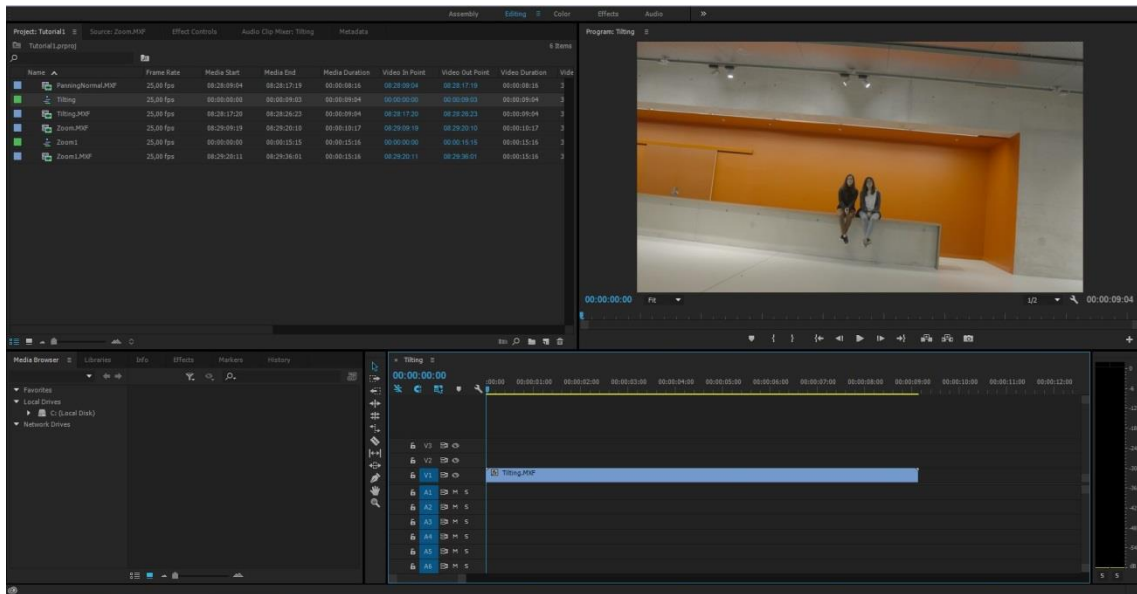 Assembly Editing Color Effects Audio »
Project: Tutorial1 Source: Zoom.MXF Effect Controls Audio Clip Mixer: Tilting Metadata
Tutorial1.prproj 6 Items
Name Frame Rate Media Start Media End Media Duration Video In Point Video Out Point Video Duration Vide
PanningNormal.MXF 25,00 fps 08:28:09:04 08:28:17:19 00:00:08:16 08:28:09:04 08:28:17:19 00:00:08:16 3
Tilting 25,00 fps 00:00:00:00 00:00:09:03 00:00:09:04 00:00:00:00 00:00:09:03 00:00:09:04 3
Tilting.MXF 25,00 fps 08:28:17:20 08:28:26:23 00:00:09:04 08:28:17:20 08:28:26:23 00:00:09:04 3
Zoom.MXF 25,00 fps 08:29:09:19 08:29:20:10 00:00:10:17 08:29:09:19 08:29:20:10 00:00:10:17 3
Zoom1 25,00 fps 00:00:00:00 00:00:15:15 00:00:15:16 00:00:00:00 00:00:15:15 00:00:15:16 3
Zoom1.MXF 25,00 fps 08:29:20:11 08:29:36:01 00:00:15:16 08:29:20:11 08:29:36:01 00:00:15:16 3
Program: Tilting
00:00:00:00 Fit 1/2 00:00:09:04
Media Browser Libraries Info Effects Markers History
Favorites
Local Drives
C: (Local Disk)
Network Drives
Tilting
00:00:00:00
:00:00 00:00:01:00 00:00:02:00 00:00:03:00 00:00:04:00 00:00:05:00 00:00:06:00 00:00:07:00 00:00:08:00 00:00:09:00 00:00:10:00 00:00:11:00 00:00:12:00
V3
V2
V1 Tilting.MXF
A1 M S
A2 M S
A3 M S
A4 M S
A5 M S
A6 M S
S S